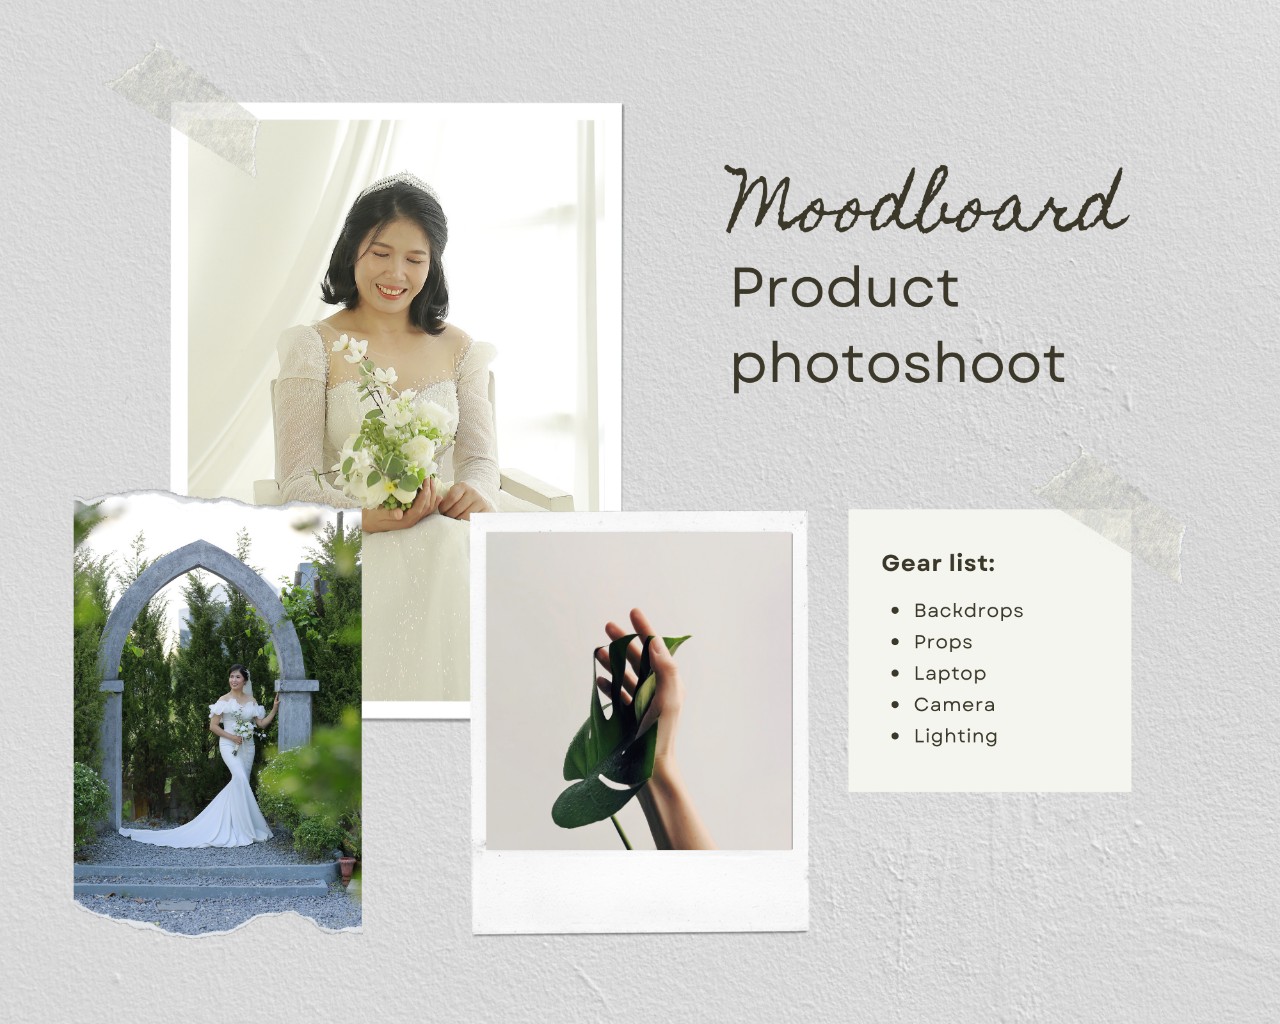 Moodboard
Product
photoshoot
Gear list:
Backdrops
Props
Laptop
Camera
Lighting